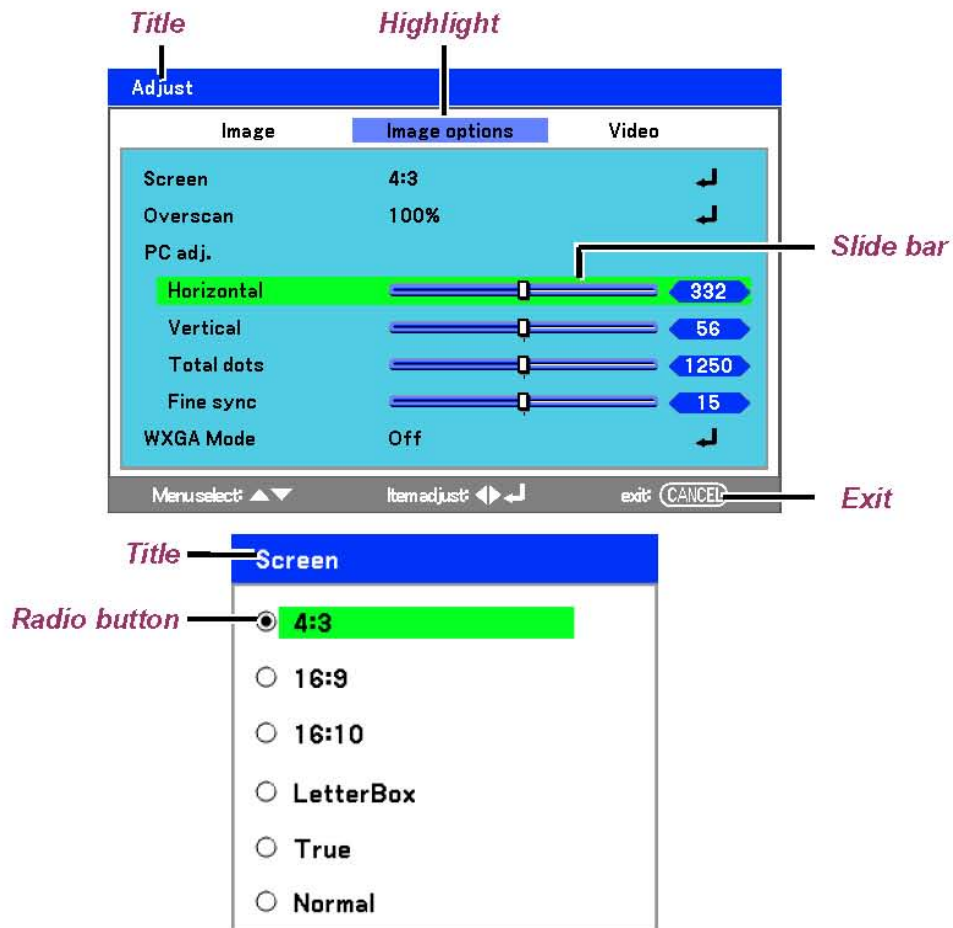 Title Highlight
Adjust
Image Image options Video
Screen 4:3
Overscan 100%
PC adj.
Slide bar
Horizontal 332
Vertical 56
Total dots 1250
Fine sync 15
WXGA Mode Off
Menu select: Item adjust: exit: CANCEL
Exit
Title
Screen
Radio button
4:3
16:9
16:10
LetterBox
True
Normal